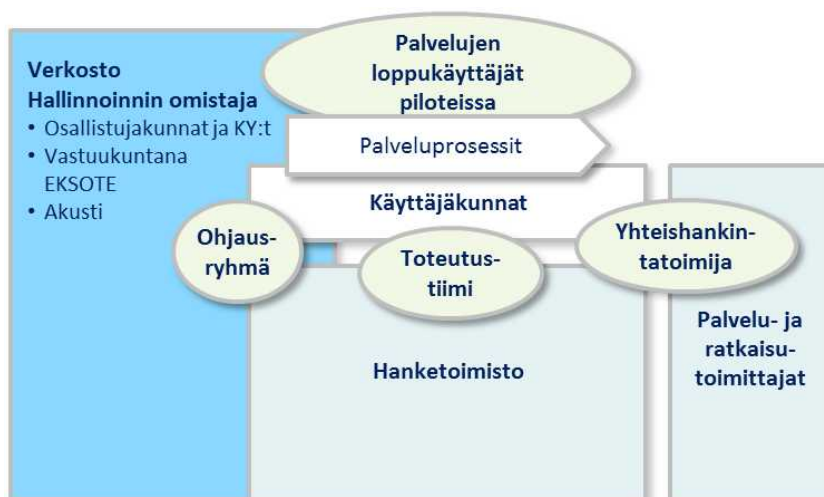 Verkosto
Hallinnoinnin omistaja
• Osallistujakunnat ja KY:t
• Vastuukuntana
EKSOTE
• Akusti
Palvelujen
loppukäyttäjät
piloteissa
Palveluprosessit
Käyttäjäkunnat
Ohjaus-
ryhmä
Toteutus-
tiimi
Yhteishankin-
tatoimija
Hanketoimisto
Palvelu- ja
ratkaisu-
toimittajat